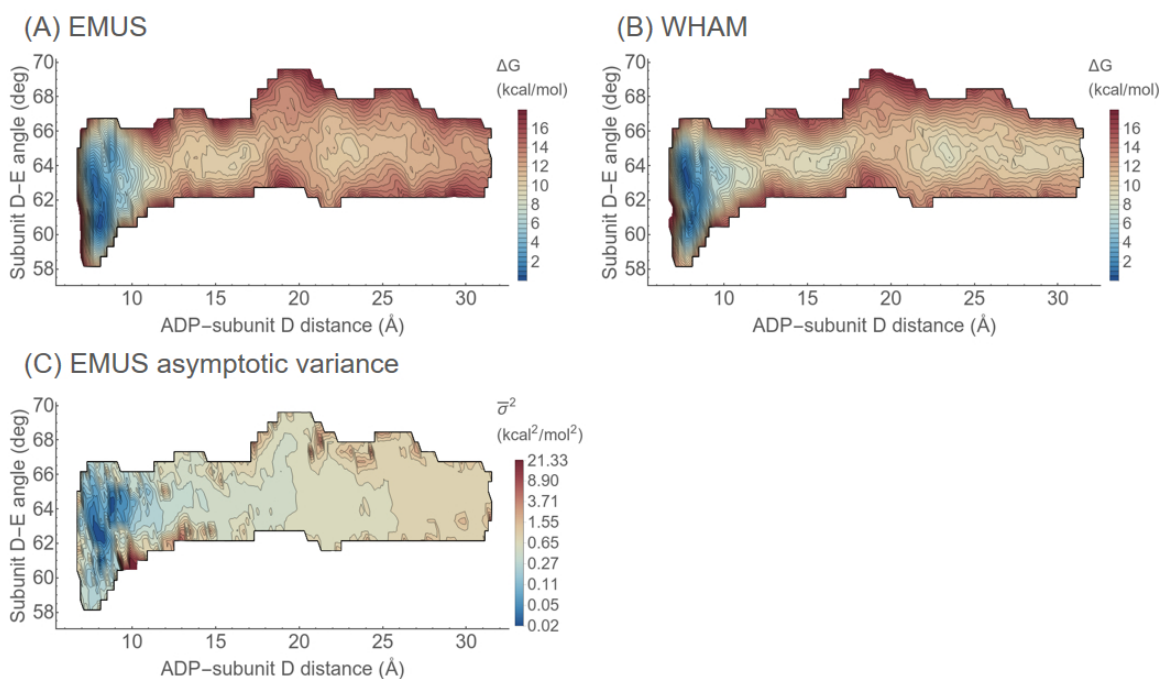 (A) EMUS
70
68
66
64
62
60
58
Subunit D–E angle (deg)
10 15 20 25 30
ADP–subunit D distance (Å)
ΔG
(kcal/mol)
16
14
12
10
8
6
4
2
(B) WHAM
70
68
66
64
62
60
58
Subunit D–E angle (deg)
10 15 20 25 30
ADP–subunit D distance (Å)
ΔG
(kcal/mol)
16
14
12
10
8
6
4
2
(C) EMUS asymptotic variance
70
68
66
64
62
60
58
Subunit D–E angle (deg)
10 15 20 25 30
ADP–subunit D distance (Å)
σ̅²
(kcal²/mol²)
21.33
8.90
3.71
1.55
0.65
0.27
0.11
0.05
0.02